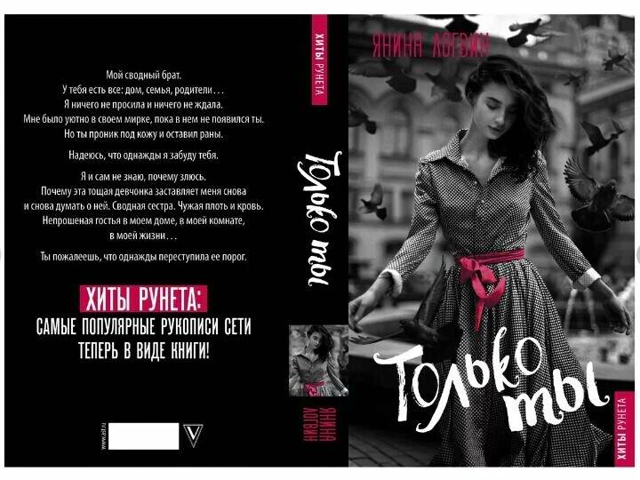 Мой сводный брат.
У тебя есть все: дом, семья, родители...
Я ничего не просила и ничего не ждала.
Мне было уютно в своем мирке, пока в нем не появился ты.
Но ты проник под кожу и оставил раны.
Надеюсь, что однажды я забуду тебя.
Я и сам не знаю, почему злюсь.
Почему эта тощая девчонка заставляет меня снова
и снова думать о ней. Сводная сестра. Чужая плоть и кровь.
Непрошеная гостья в моем доме, в моей комнате,
в моей жизни...
Ты пожалеешь, что однажды переступила ее порог.
ХИТЫ РУНЕТА:
САМЫЕ ПОПУЛЯРНЫЕ РУКОПИСИ СЕТИ
ТЕПЕРЬ В ВИДЕ КНИГИ!
ХИТЫ РУНЕТА
Только ты
ЯНИНА
ЛОГВИН
ЯНИНА ЛОГВИН
Только
ты
ХИТЫ РУНЕТА